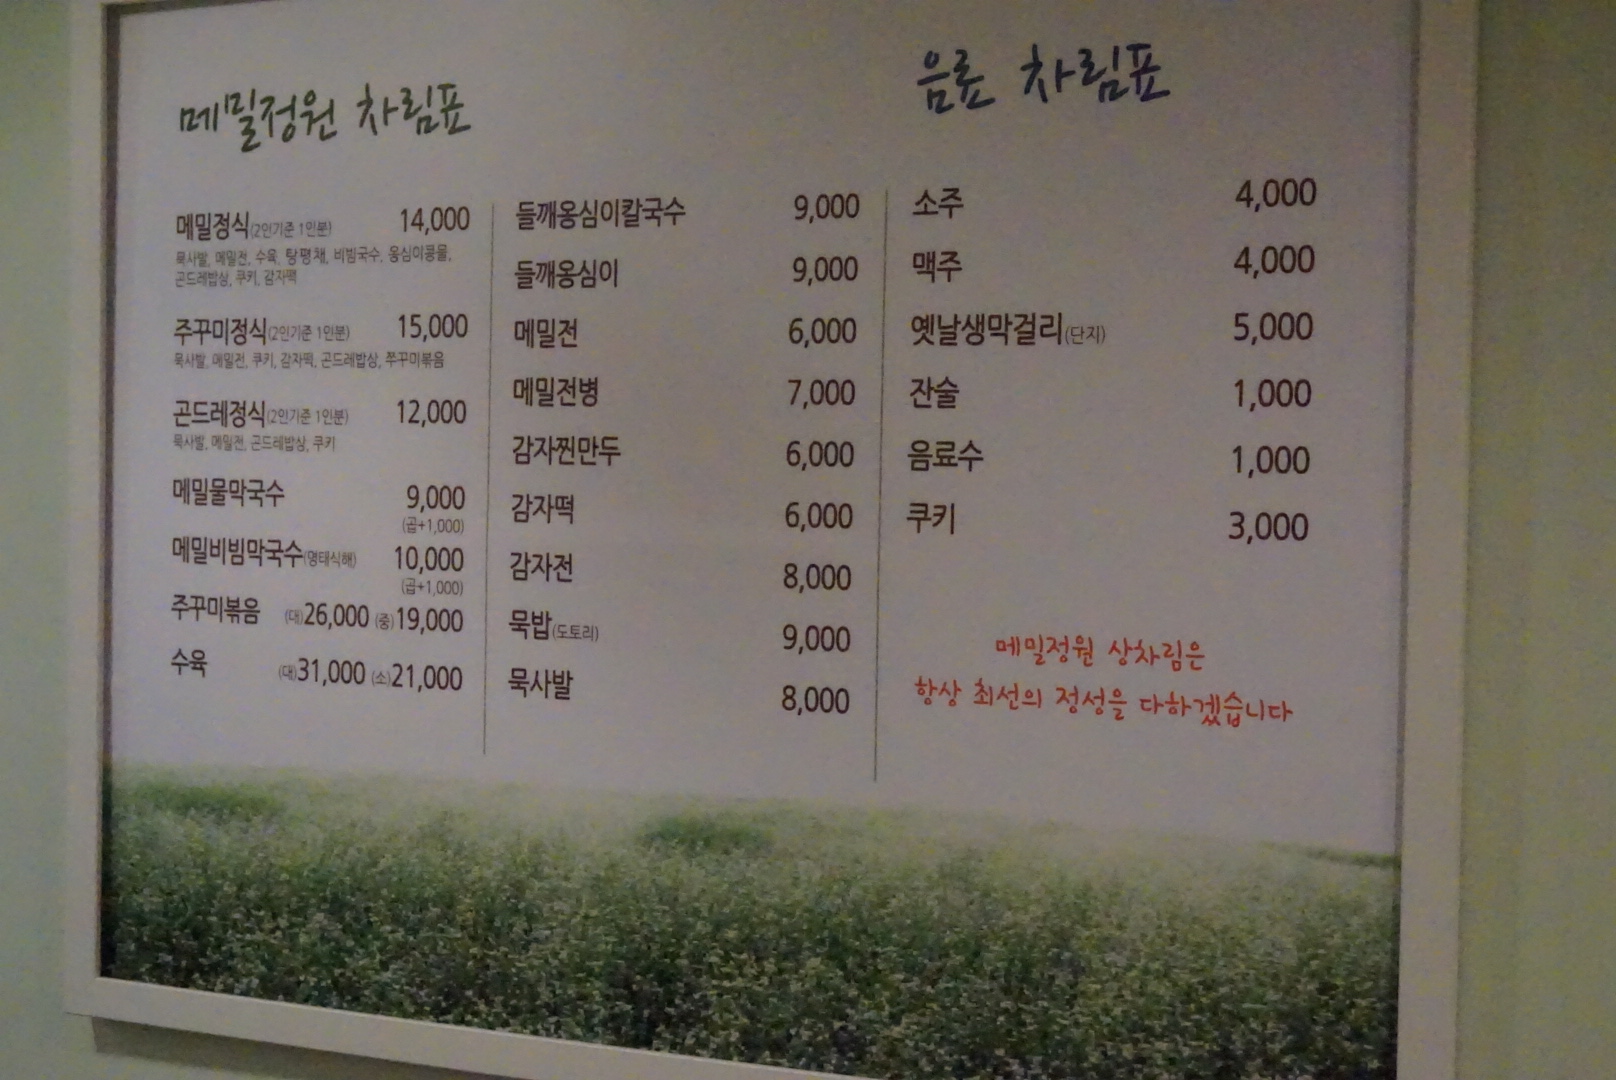 메밀정원 차림표
메밀정식(2인기준 1인분) 14,000
묵사발, 메밀전, 수육, 탕평채, 비빔국수, 옹심이콩물,
곤드레밥상, 쿠키, 감자떡
주꾸미정식(2인기준 1인분) 15,000
묵사발, 메밀전, 쿠키, 감자떡, 곤드레밥상, 쭈꾸미볶음
곤드레정식(2인기준 1인분) 12,000
묵사발, 메밀전, 곤드레밥상, 쿠키
메밀물막국수 9,000
(곱+1,000)
메밀비빔막국수(명태식해) 10,000
(곱+1,000)
주꾸미볶음 (대)26,000 (중)19,000
수육 (대)31,000 (소)21,000
들깨옹심이칼국수 9,000
들깨옹심이 9,000
메밀전 6,000
메밀전병 7,000
감자찐만두 6,000
감자떡 6,000
감자전 8,000
묵밥(도토리) 9,000
묵사발 8,000
음료 차림표
소주 4,000
맥주 4,000
옛날생막걸리(단지) 5,000
잔술 1,000
음료수 1,000
쿠키 3,000
메밀정원 상차림은
항상 최선의 정성을 다하겠습니다